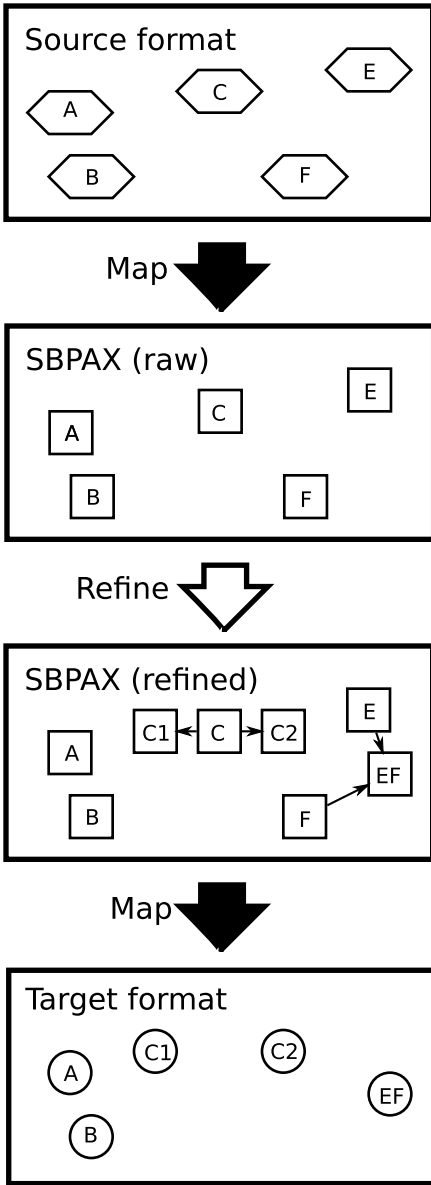 Source format
E
C
A
B
F
Map
SBPAX (raw)
E
C
A
B
F
Refine
SBPAX (refined)
E
C1 C C2
A
EF
B
F
Map
Target format
C1 C2
A
EF
B